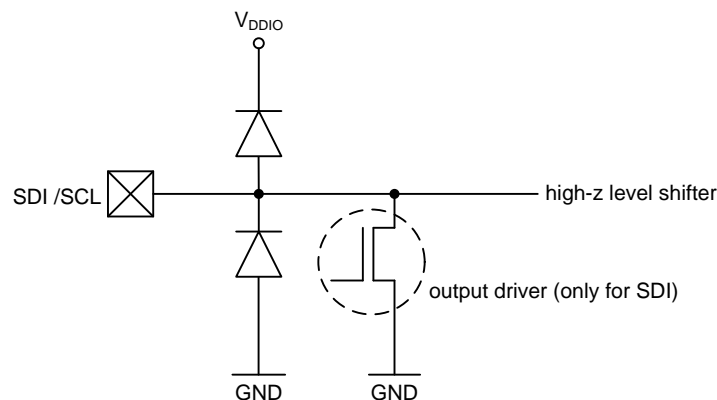 VDDIO
SDI /SCL
high-z level shifter
output driver (only for SDI)
GND
GND